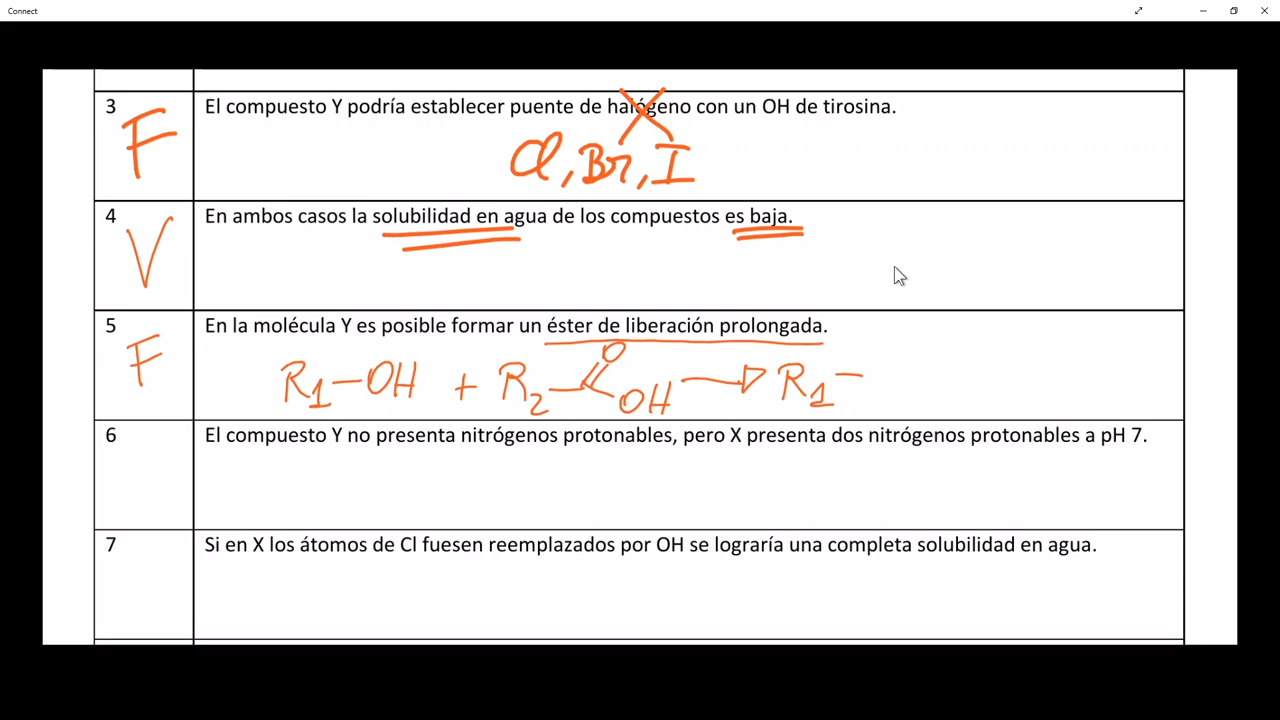 Connect
3 El compuesto Y podría establecer puente de halógeno con un OH de tirosina.
F
Cl, Br, I
4 En ambos casos la solubilidad en agua de los compuestos es baja.
V
5 En la molécula Y es posible formar un éster de liberación prolongada.
F
R1-OH + R2-C(=O)OH → R1-
6 El compuesto Y no presenta nitrógenos protonables, pero X presenta dos nitrógenos protonables a pH 7.
7 Si en X los átomos de Cl fuesen reemplazados por OH se lograría una completa solubilidad en agua.